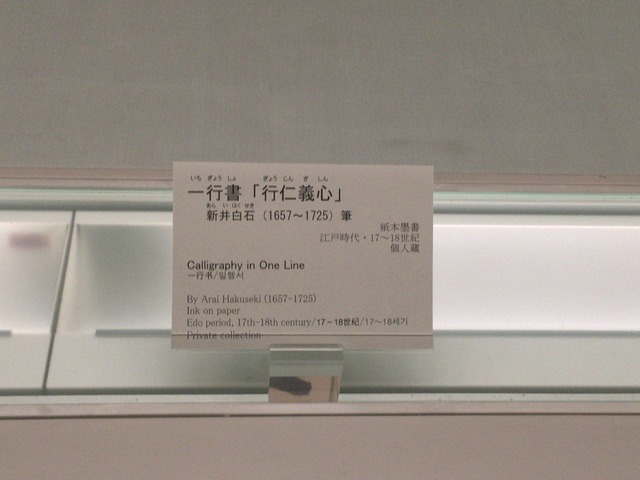 いち ぎょう しょ ぎょう じん ぎ しん
一行書「行仁義心」
あら い はく せき
新井白石（1657〜1725）筆
紙本墨書
江戸時代・17〜18世紀
個人蔵
Calligraphy in One Line
一行书/일행서
By Arai Hakuseki (1657-1725)
Ink on paper
Edo period, 17th-18th century/17～18世纪/17〜18세기
Private collection